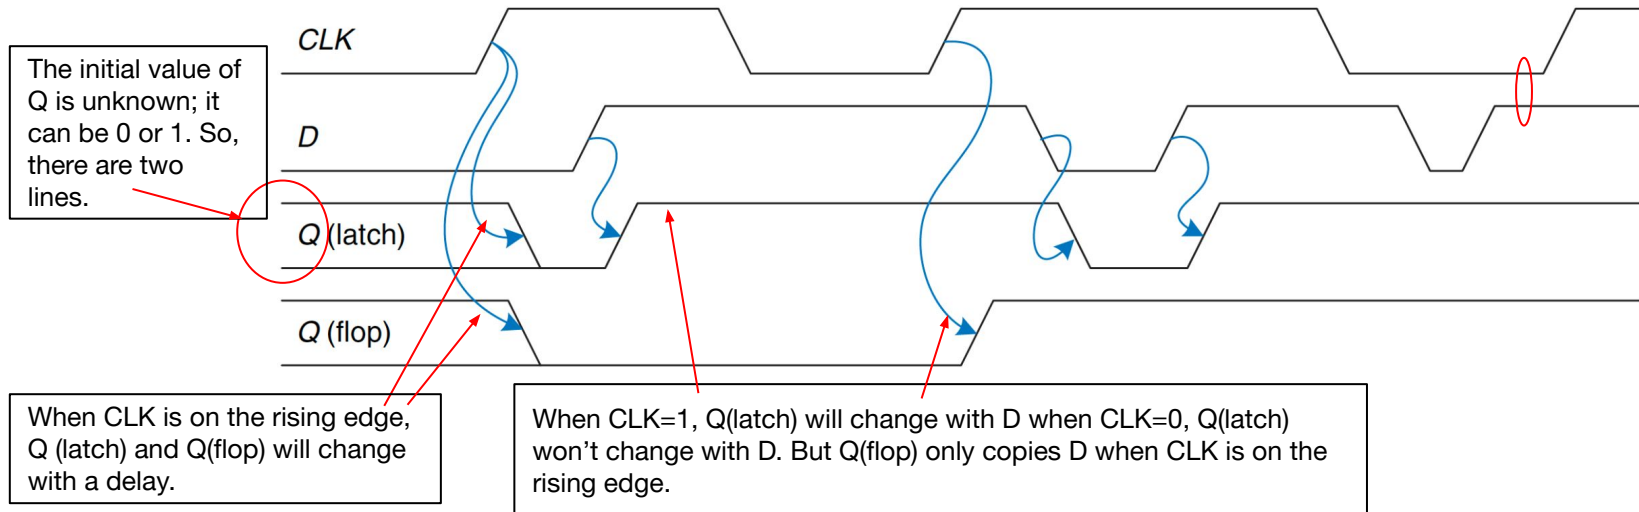 CLK
The initial value of
Q is unknown; it
can be 0 or 1. So,
there are two
lines.
D
Q (latch)
Q (flop)
When CLK is on the rising edge,
Q (latch) and Q(flop) will change
with a delay.
When CLK=1, Q(latch) will change with D when CLK=0, Q(latch)
won’t change with D. But Q(flop) only copies D when CLK is on the
rising edge.